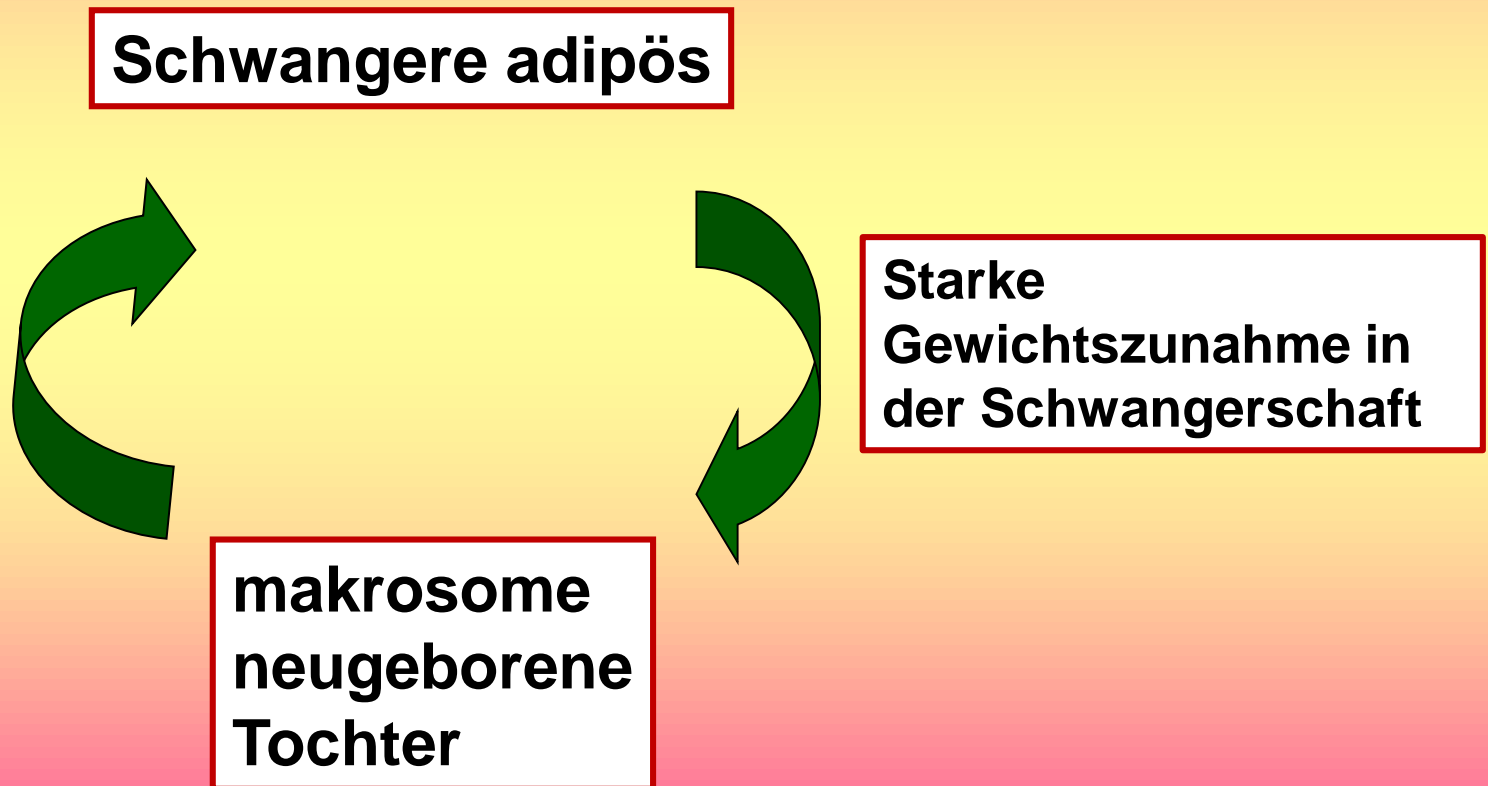 Schwangere adipös
Starke
Gewichtszunahme in
der Schwangerschaft
makrosome
neugeborene
Tochter